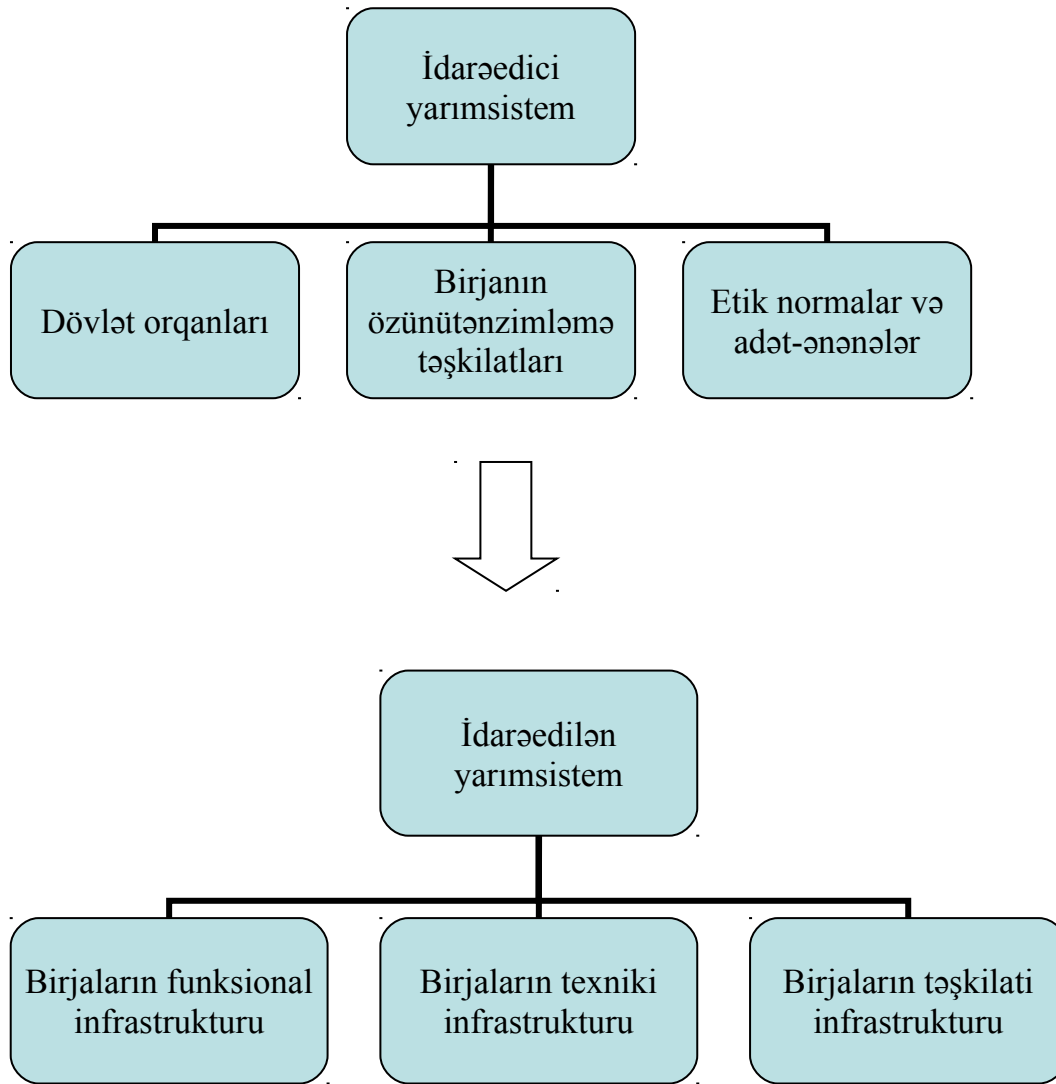 İdarəedici
yarımsistem
Dövlət orqanları
Birjanın
özünütənzimləmə
təşkilatları
Etik normalar və
adət-ənənələr
İdarəedilən
yarımsistem
Birjaların funksional
infrastrukturu
Birjaların texniki
infrastrukturu
Birjaların təşkilati
infrastrukturu